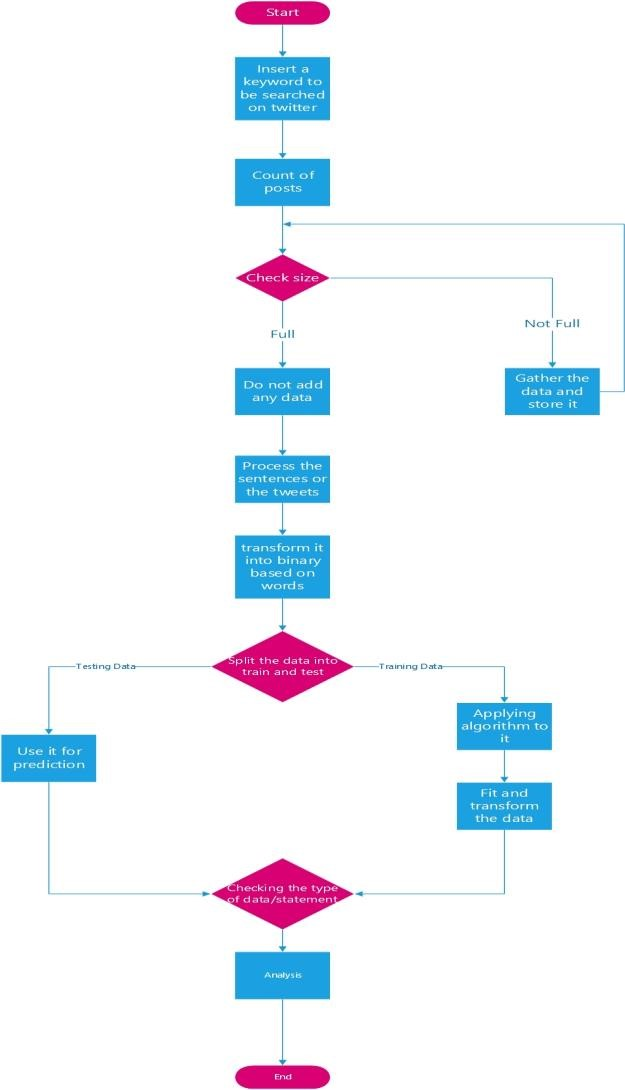 Start
Insert a
keyword to
be searched
on twitter
Count of
posts
Check size
Full
Not Full
Do not add
any data
Gather the
data and
store it
Process the
sentences or
the tweets
transform it
into binary
based on
words
Split the data into
train and test
Testing Data
Training Data
Use it for
prediction
Applying
algorithm to
it
Fit and
transform
the data
Checking the type
of data/statement
Analysis
End